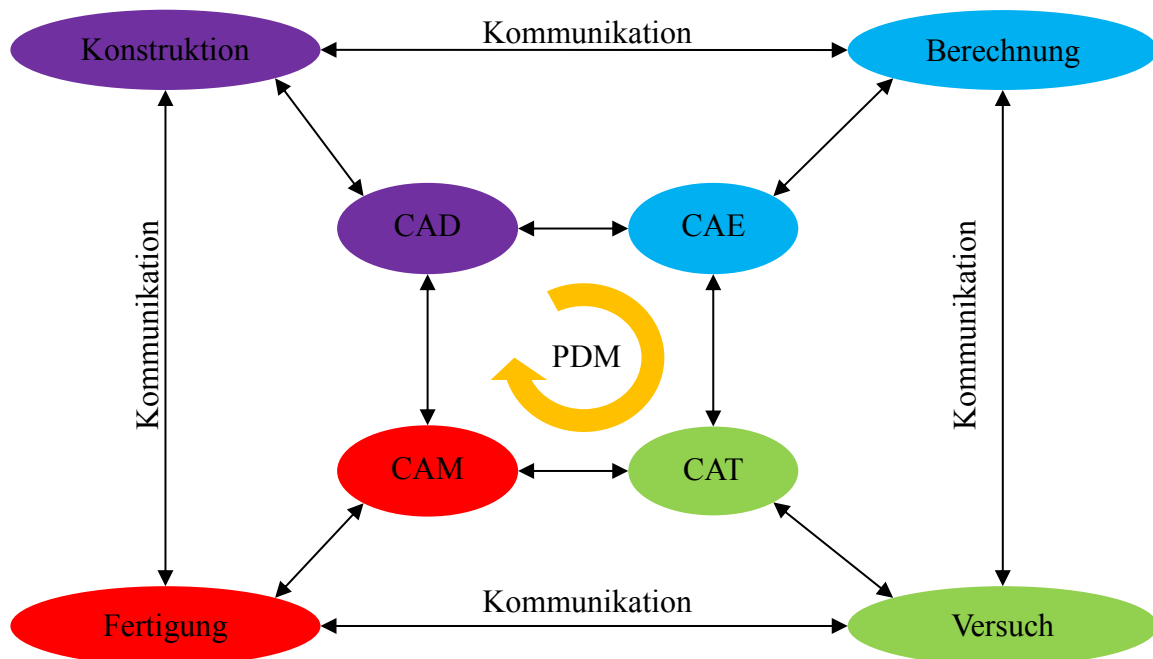 Kommunikation
Konstruktion
Berechnung
CAD
CAE
Kommunikation
Kommunikation
PDM
CAM
CAT
Kommunikation
Fertigung
Versuch